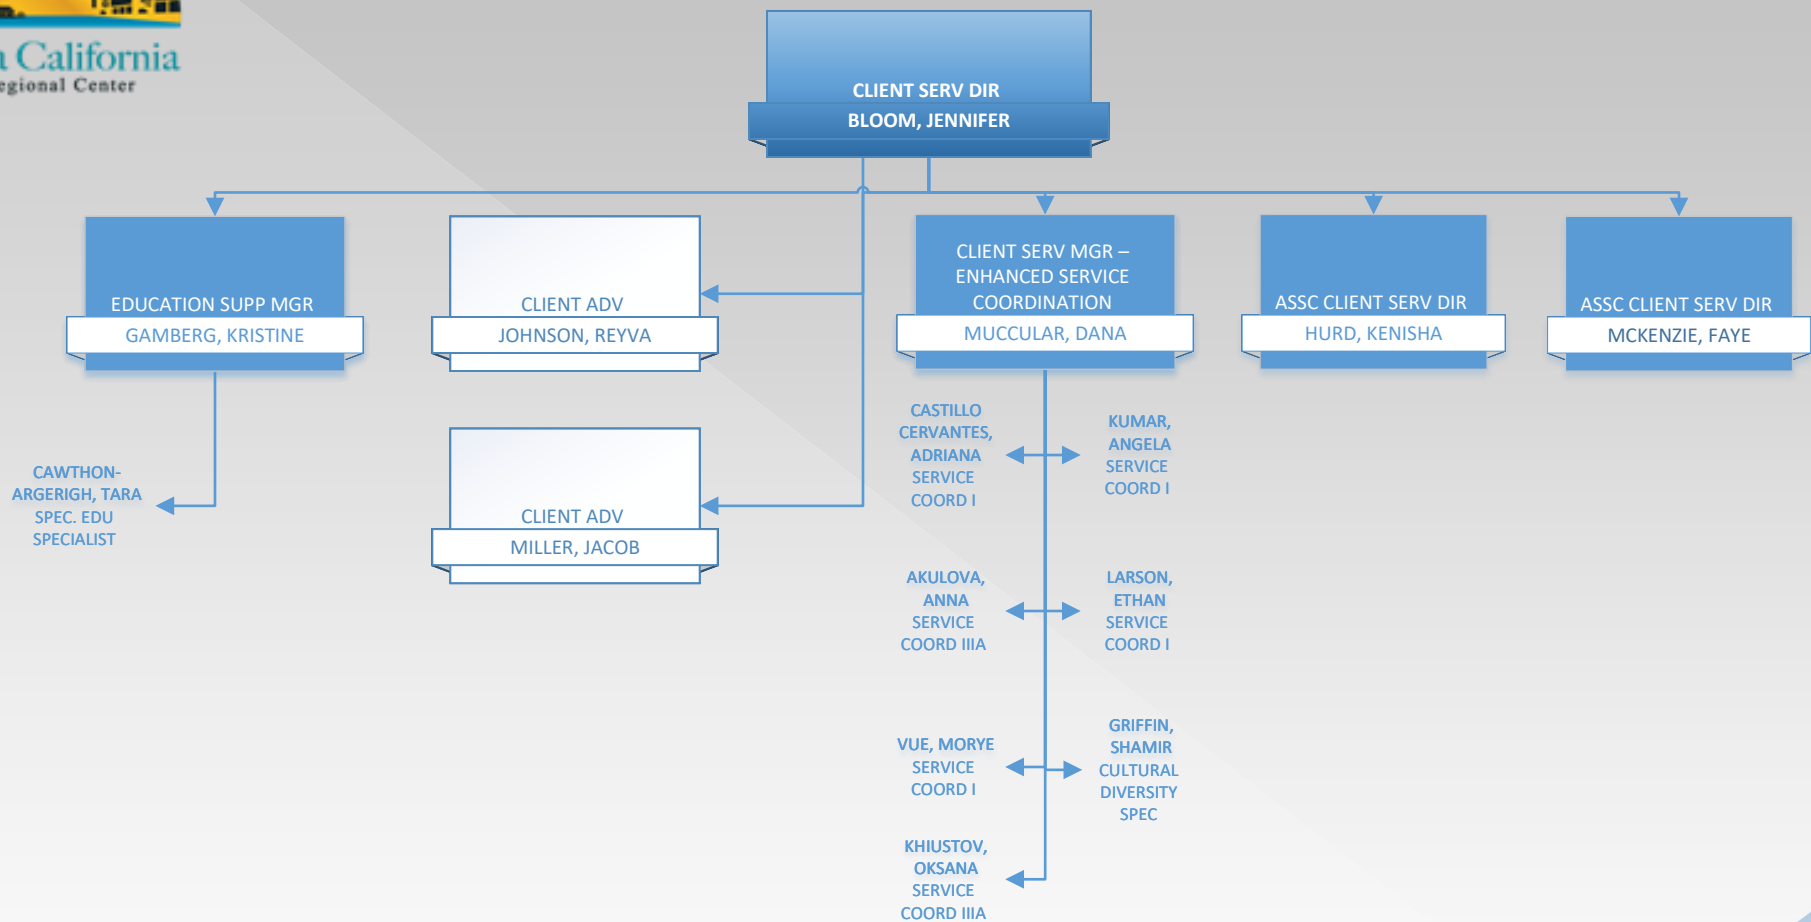 California
egional Center
CLIENT SERV DIR
BLOOM, JENNIFER
EDUCATION SUPP MGR
GAMBERG, KRISTINE
CLIENT ADV
JOHNSON, REYVA
CLIENT SERV MGR –
ENHANCED SERVICE
COORDINATION
MUCCULAR, DANA
ASSC CLIENT SERV DIR
HURD, KENISHA
ASSC CLIENT SERV DIR
MCKENZIE, FAYE
CAWTHON-
ARGERIGH, TARA
SPEC. EDU
SPECIALIST
CLIENT ADV
MILLER, JACOB
CASTILLO
CERVANTES,
ADRIANA
SERVICE
COORD I
KUMAR,
ANGELA
SERVICE
COORD I
AKULOVA,
ANNA
SERVICE
COORD IIIA
LARSON,
ETHAN
SERVICE
COORD I
VUE, MORYE
SERVICE
COORD I
GRIFFIN,
SHAMIR
CULTURAL
DIVERSITY
SPEC
KHIUSTOV,
OKSANA
SERVICE
COORD IIIA